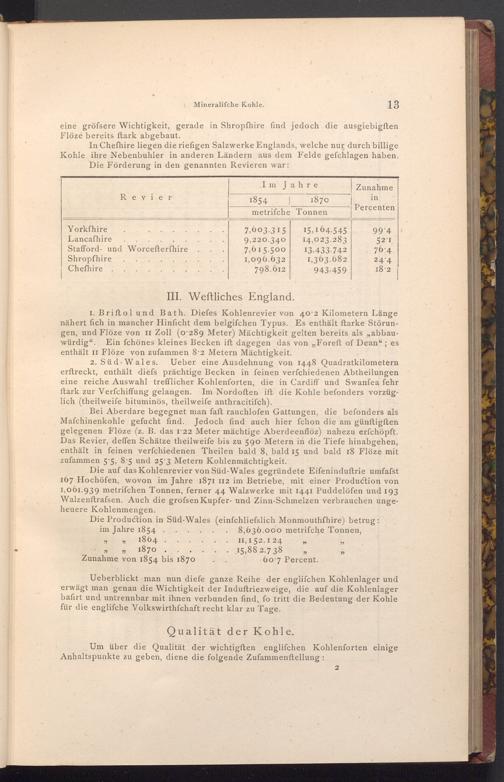 Mineraliſche Kohle. 13
eine gröſsere Wichtigkeit, gerade in Shropſhire ſind jedoch die ausgiebigſten
Flöze bereits ſtark abgebaut.
In Cheſhire liegen die rieſigen Salzwerke Englands, welche nur durch billige
Kohle ihre Nebenbuhler in anderen Ländern aus dem Felde geſchlagen haben.
Die Förderung in den genannten Revieren war:
Revier Im Jahre Zunahme in Percenten
1854 1870
metriſche Tonnen
Yorkſhire 7,603.315 15,164.545 99·4
Lancaſhire 9,220.340 14,023.283 52·1
Stafford- und Worceſterſhire 7,615.500 13,433.742 76·4
Shropſhire 1,096.632 1,363.682 24·4
Cheſhire 798.612 943.459 18·2
III. Weſtliches England.
1. Briſtol und Bath. Dieſes Kohlenrevier von 40·2 Kilometern Länge
nähert ſich in mancher Hinſicht dem belgiſchen Typus. Es enthält ſtarke Störun-
gen, und Flöze von 11 Zoll (0·289 Meter) Mächtigkeit gelten bereits als „abbau-
würdig". Ein ſchönes kleines Becken iſt dagegen das von „Foreſt of Dean"; es
enthält 11 Flöze von zuſammen 8·2 Metern Mächtigkeit.
2. Süd-Wales. Ueber eine Ausdehnung von 1448 Quadratkilometern
erſtreckt, enthält dieſs prächtige Becken in ſeinen verſchiedenen Abtheilungen
eine reiche Auswahl trefflicher Kohlenſorten, die in Cardiff und Swanſea ſehr
ſtark zur Verſchiffung gelangen. Im Nordoſten iſt die Kohle beſonders vorzüg-
lich (theilweiſe bituminös, theilweiſe anthracitiſch).
Bei Aberdare begegnet man faſt rauchloſen Gattungen, die beſonders als
Maſchinenkohle geſucht ſind. Jedoch ſind auch hier ſchon die am günſtigſten
gelegenen Flöze (z. B. das 1·22 Meter mächtige Aberdeenflöz) nahezu erſchöpft.
Das Revier, deſſen Schätze theilweiſe bis zu 590 Metern in die Tiefe hinabgehen,
enthält in ſeinen verſchiedenen Theilen bald 8, bald 15 und bald 18 Flöze mit
zuſammen 5·5, 8·5 und 25·3 Metern Kohlenmächtigkeit.
Die auf das Kohlenrevier von Süd-Wales gegründete Eiſeninduſtrie umfaſst
167 Hochöfen, wovon im Jahre 1871 112 im Betriebe, mit einer Production von
1,061.939 metriſchen Tonnen, ferner 44 Walzwerke mit 1441 Puddelöfen und 193
Walzenſtraſsen. Auch die groſsen Kupfer- und Zinn-Schmelzen verbrauchen unge-
heuere Kohlenmengen.
Die Production in Süd-Wales (einſchlieſslich Monmouthſhire) betrug:
im Jahre 1854 . . . . . . 8,636.000 metriſche Tonnen,
„ „ 1864 . . . . . . 11,152.124 „ „
„ „ 1870 . . . . . . 15,882.738 „ „
Zunahme von 1854 bis 1870 . . 60·7 Percent.
Ueberblickt man nun dieſe ganze Reihe der engliſchen Kohlenlager und
erwägt man genau die Wichtigkeit der Induſtriezweige, die auf die Kohlenlager
baſirt und untrennbar mit ihnen verbunden ſind, ſo tritt die Bedeutung der Kohle
für die engliſche Volkswirthſchaft recht klar zu Tage.
Qualität der Kohle.
Um über die Qualität der wichtigſten engliſchen Kohlenſorten einige
Anhaltspunkte zu geben, diene die folgende Zuſammenſtellung:
2